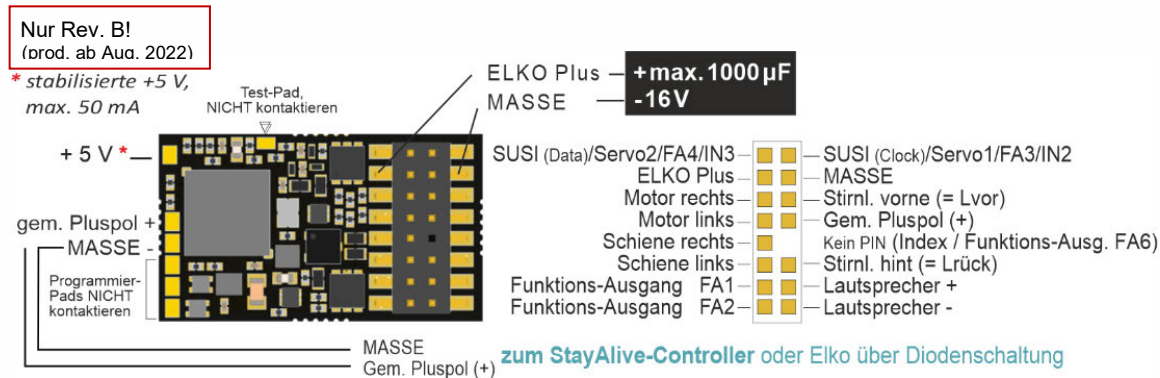 Nur Rev. B!
(prod. ab Aug. 2022)
* stabilisierte +5 V,
max. 50 mA
Test-Pad,
NICHT kontaktieren
ELKO Plus
MASSE
+max. 1000 µF
-16V
+ 5 V *
gem. Pluspol +
MASSE -
Programmier-
Pads NICHT
kontaktieren
SUSI (Data)/Servo2/FA4/IN3
SUSI (Clock)/Servo1/FA3/IN2
ELKO Plus
MASSE
Motor rechts
Stirnl. vorne (= Lvor)
Motor links
Gem. Pluspol (+)
Schiene rechts
Kein PIN (Index / Funktions-Ausg. FA6)
Schiene links
Stirnl. hint (= Lrück)
Funktions-Ausgang FA1
Lautsprecher +
Funktions-Ausgang FA2
Lautsprecher -
MASSE
Gem. Pluspol (+)
zum StayAlive-Controller oder Elko über Diodenschaltung